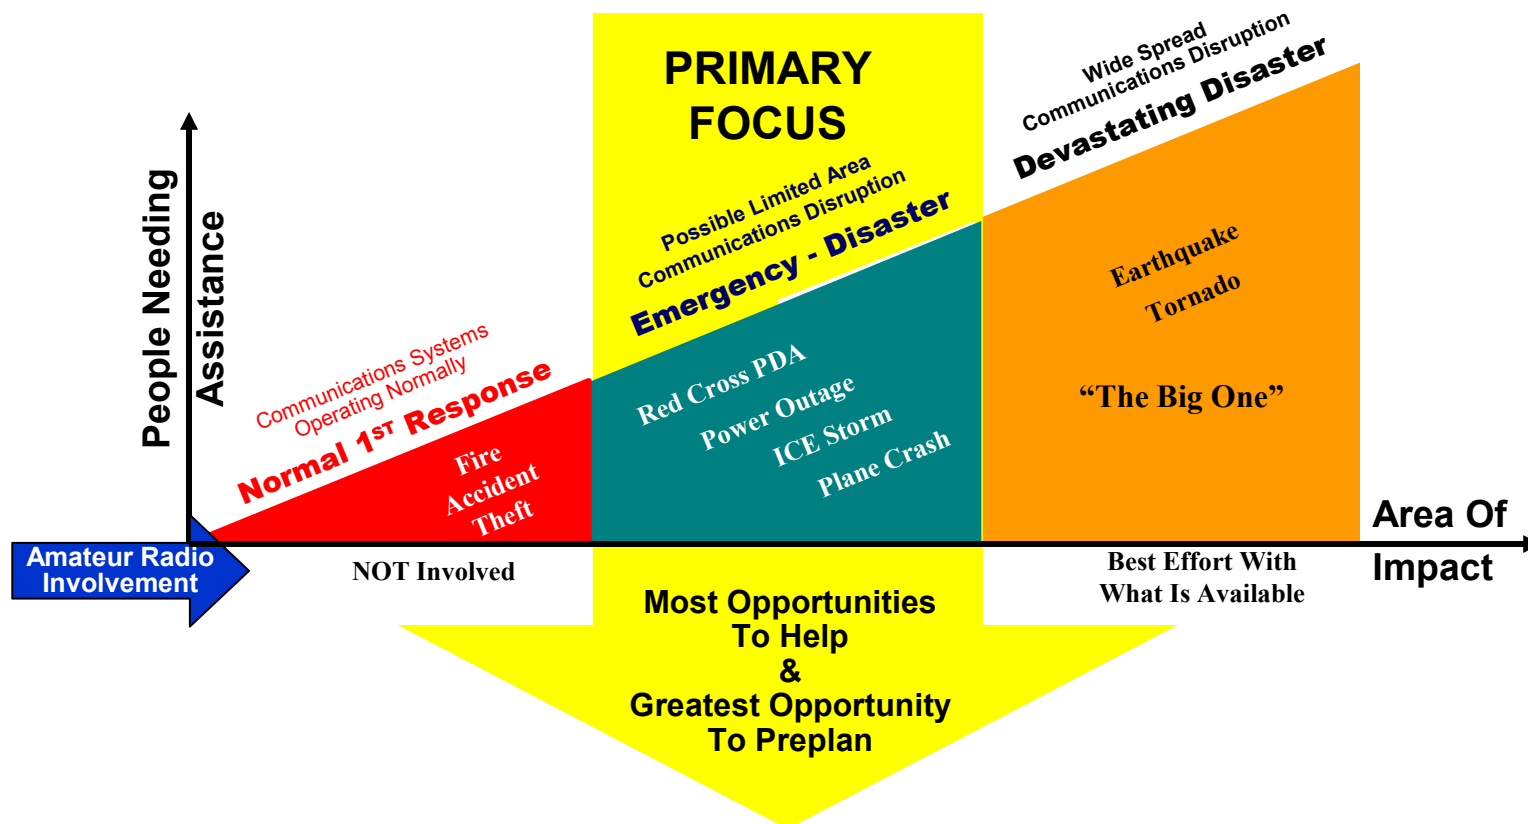 PRIMARY
FOCUS
Wide Spread
Communications Disruption
Devastating Disaster
People Needing
Assistance
Possible Limited Area
Communications Disruption
Emergency - Disaster
Communications Systems
Operating Normally
Normal 1ST Response
Fire
Accident
Theft
Red Cross PDA
Power Outage
ICE Storm
Plane Crash
Earthquake
Tornado
“The Big One”
Area Of
Impact
Amateur Radio
Involvement
NOT Involved
Best Effort With
What Is Available
Most Opportunities
To Help
&
Greatest Opportunity
To Preplan